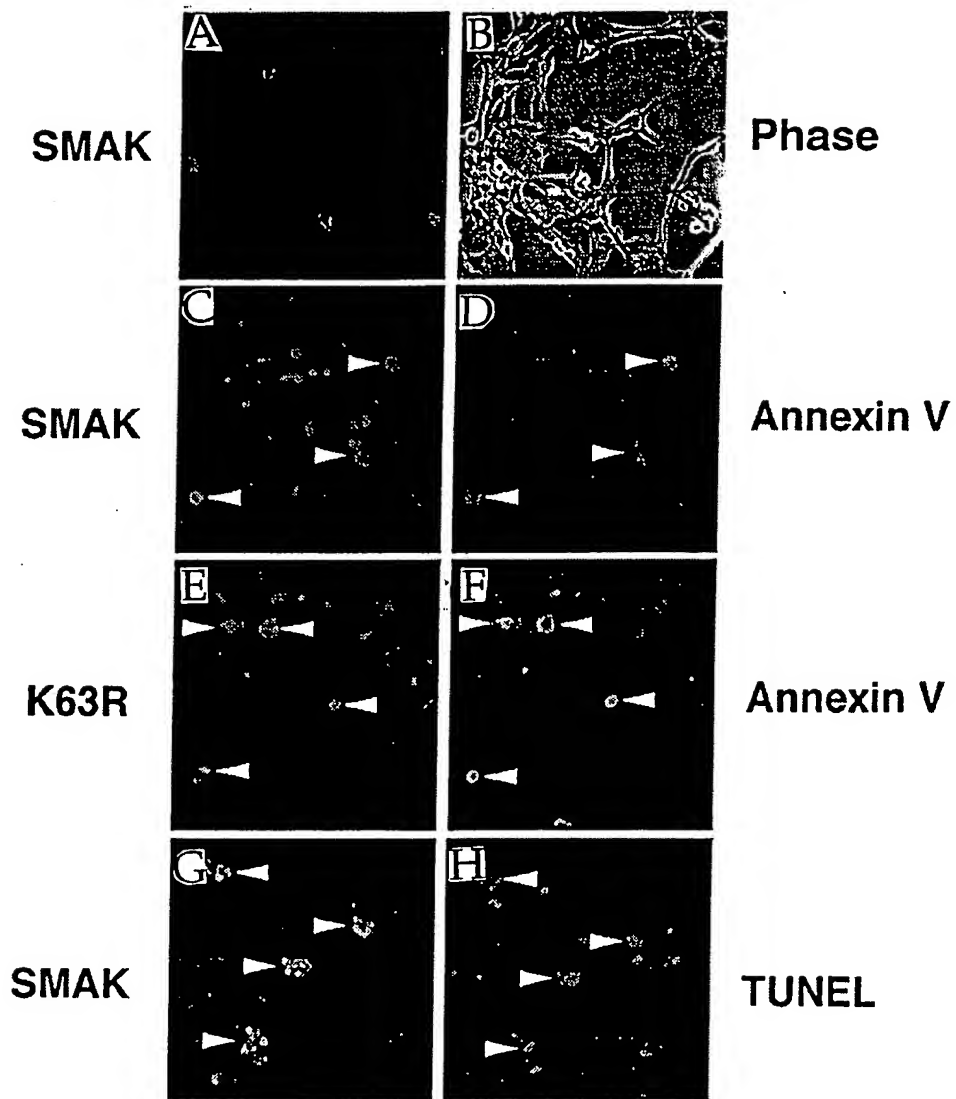 A
B
SMAK
Phase
C
D
SMAK
Annexin V
E
F
K63R
Annexin V
G
H
SMAK
TUNEL